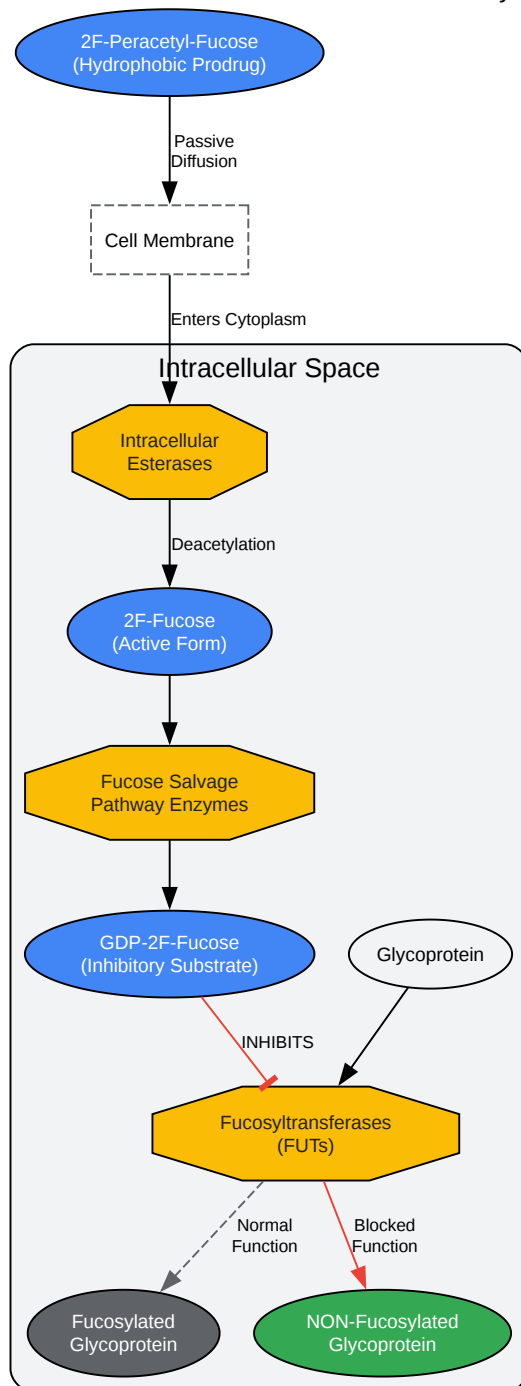 2F-Peracetyl-Fucose
(Hydrophobic Prodrug)
Passive
Diffusion
Cell Membrane
Enters Cytoplasm
Intracellular Space
Intracellular
Esterases
Deacetylation
2F-Fucose
(Active Form)
Fucose Salvage
Pathway Enzymes
GDP-2F-Fucose
(Inhibitory Substrate)
Glycoprotein
INHIBITS
Fucosyltransferases
(FUTs)
Normal
Function
Blocked
Function
Fucosylated
Glycoprotein
NON-Fucosylated
Glycoprotein